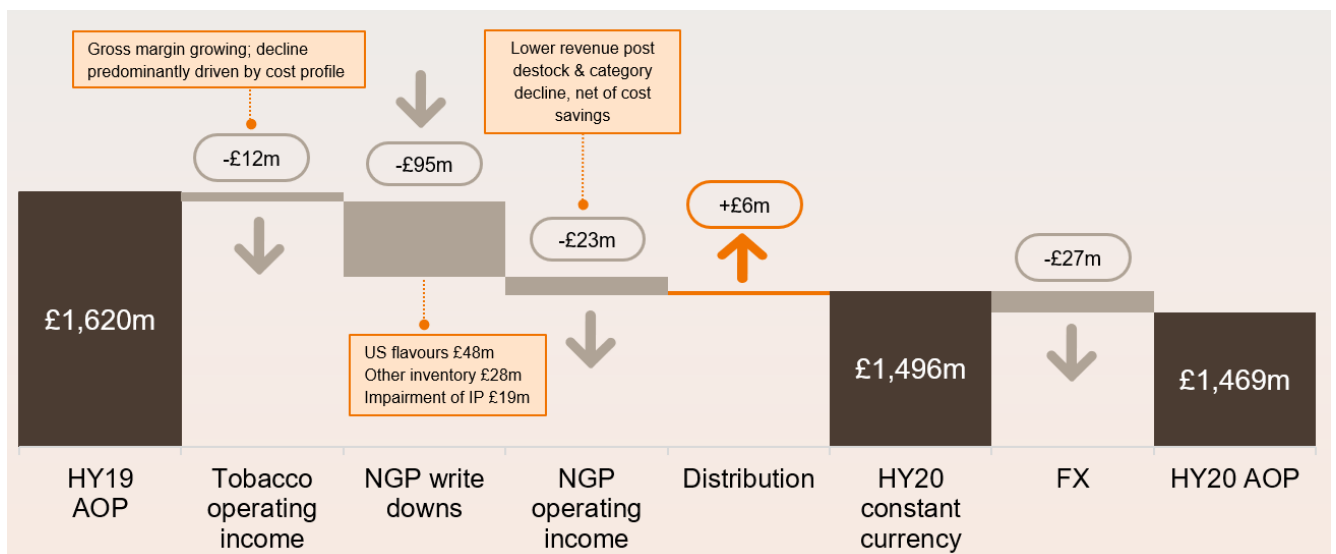 Gross margin growing; decline
predominantly driven by cost profile
Lower revenue post
destock & category
decline, net of cost
savings
-£12m
-£95m
-£23m
+£6m
-£27m
£1,620m
US flavours £48m
Other inventory £28m
Impairment of IP £19m
£1,496m
£1,469m
HY19
AOP
Tobacco
operating
income
NGP write
downs
NGP
operating
income
Distribution
HY20
constant
currency
FX
HY20 AOP